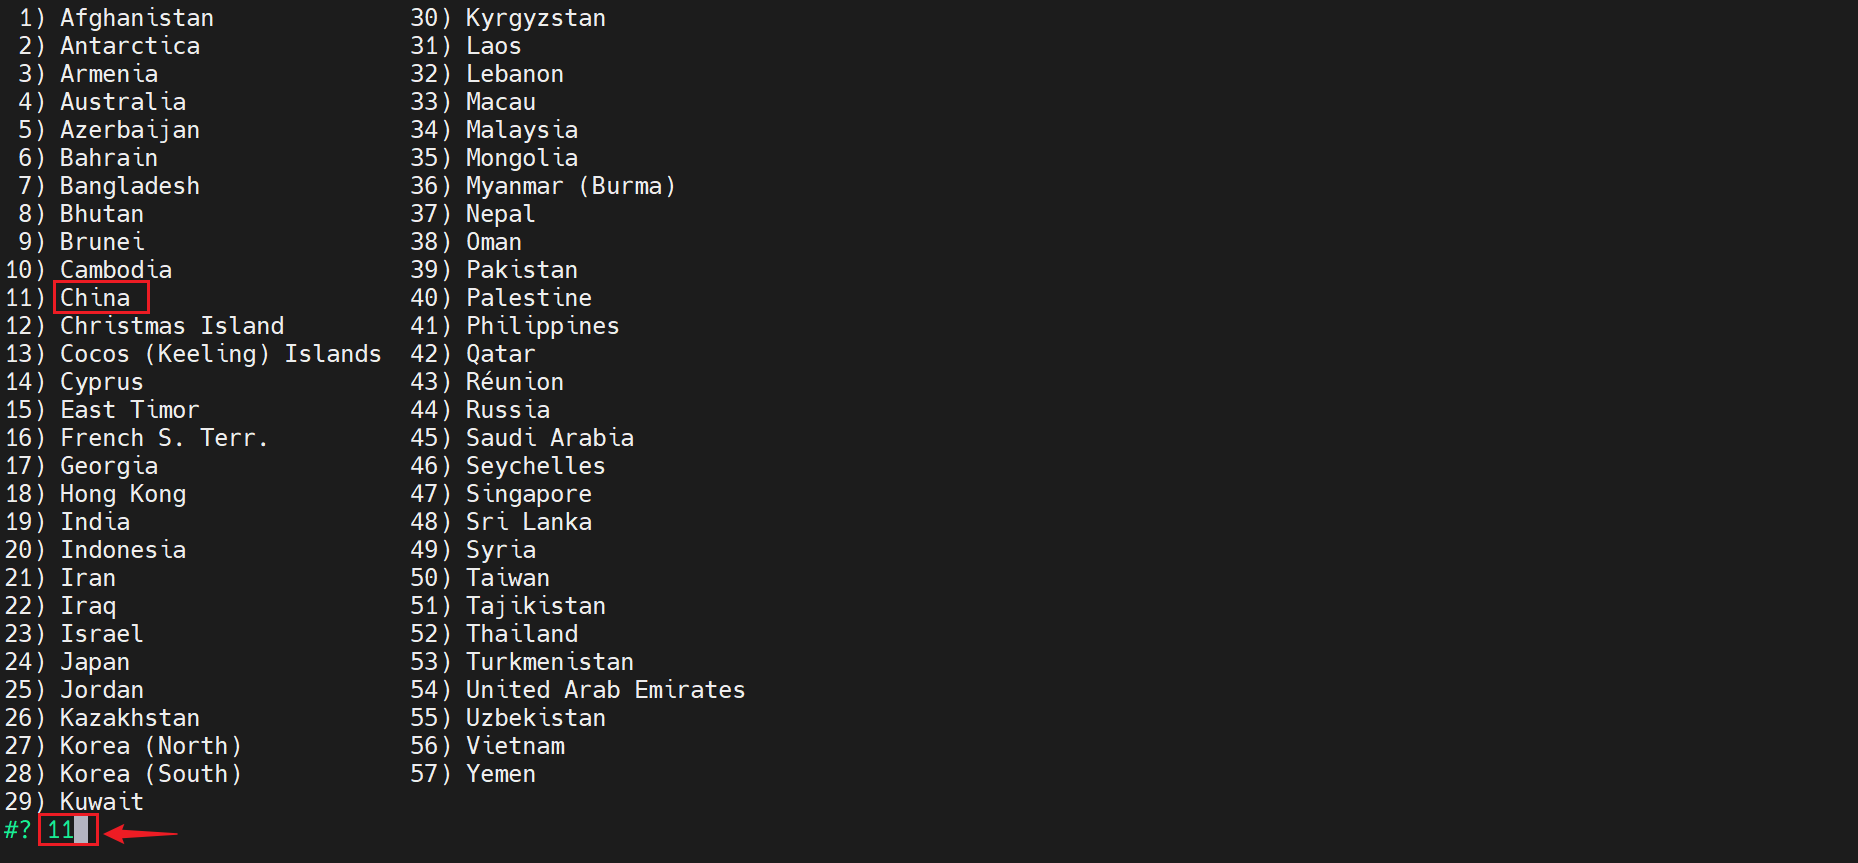 1) Afghanistan 30) Kyrgyzstan
2) Antarctica 31) Laos
3) Armenia 32) Lebanon
4) Australia 33) Macau
5) Azerbaijan 34) Malaysia
6) Bahrain 35) Mongolia
7) Bangladesh 36) Myanmar (Burma)
8) Bhutan 37) Nepal
9) Brunei 38) Oman
10) Cambodia 39) Pakistan
11) China 40) Palestine
12) Christmas Island 41) Philippines
13) Cocos (Keeling) Islands 42) Qatar
14) Cyprus 43) Réunion
15) East Timor 44) Russia
16) French S. Terr. 45) Saudi Arabia
17) Georgia 46) Seychelles
18) Hong Kong 47) Singapore
19) India 48) Sri Lanka
20) Indonesia 49) Syria
21) Iran 50) Taiwan
22) Iraq 51) Tajikistan
23) Israel 52) Thailand
24) Japan 53) Turkmenistan
25) Jordan 54) United Arab Emirates
26) Kazakhstan 55) Uzbekistan
27) Korea (North) 56) Vietnam
28) Korea (South) 57) Yemen
29) Kuwait
#? 11